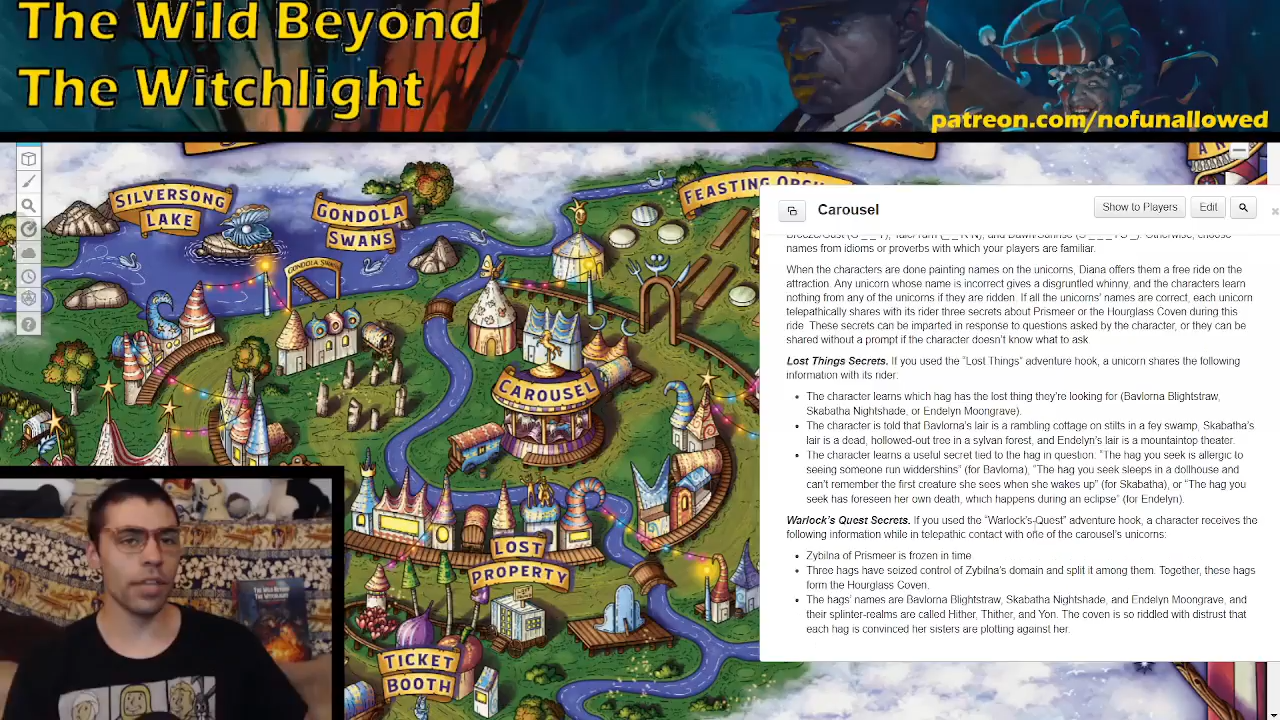 The Wild Beyond
The Witchlight
patreon.com/nofunallowed
SILVERSONG
LAKE
GONDOLA
SWANS
GONDOLA SWANS
FEASTING
CAROUSEL
LOST
PROPERTY
TICKET
BOOTH
Carousel
Show to Players
Edit
names from idioms or proverbs with which your players are familiar.
When the characters are done painting names on the unicorns, Diana offers them a free ride on the
attraction. Any unicorn whose name is incorrect gives a disgruntled whinny, and the characters learn
nothing from any of the unicorns if they are ridden. If all the unicorns' names are correct, each unicorn
telepathically shares with its rider three secrets about Prismeer or the Hourglass Coven during this
ride. These secrets can be imparted in response to questions asked by the character, or they can be
shared without a prompt if the character doesn't know what to ask
Lost Things Secrets. If you used the "Lost Things" adventure hook, a unicorn shares the following
information with its rider:
• The character learns which hag has the lost thing they're looking for (Bavlorna Blightstraw,
Skabatha Nightshade, or Endelyn Moongrave).
• The character is told that Bavlorna's lair is a rambling cottage on stilts in a fey swamp, Skabatha's
lair is a dead, hollowed-out tree in a sylvan forest, and Endelyn's lair is a mountaintop theater.
• The character learns a useful secret tied to the hag in question. "The hag you seek is allergic to
seeing someone run widdershins" (for Bavlorna), "The hag you seek sleeps in a dollhouse and
can't remember the first creature she sees when she wakes up" (for Skabatha), or "The hag you
seek has foreseen her own death, which happens during an eclipse" (for Endelyn).
Warlock's Quest Secrets. If you used the "Warlock's Quest" adventure hook, a character receives the
following information while in telepathic contact with one of the carousel's unicorns:
• Zybilna of Prismeer is frozen in time
• Three hags have seized control of Zybilna's domain and split it among them. Together, these hags
form the Hourglass Coven.
• The hags' names are Bavlorna Blightstraw, Skabatha Nightshade, and Endelyn Moongrave, and
their splinter-realms are called Hither, Thither, and Yon. The coven is so riddled with distrust that
each hag is convinced her sisters are plotting against her.